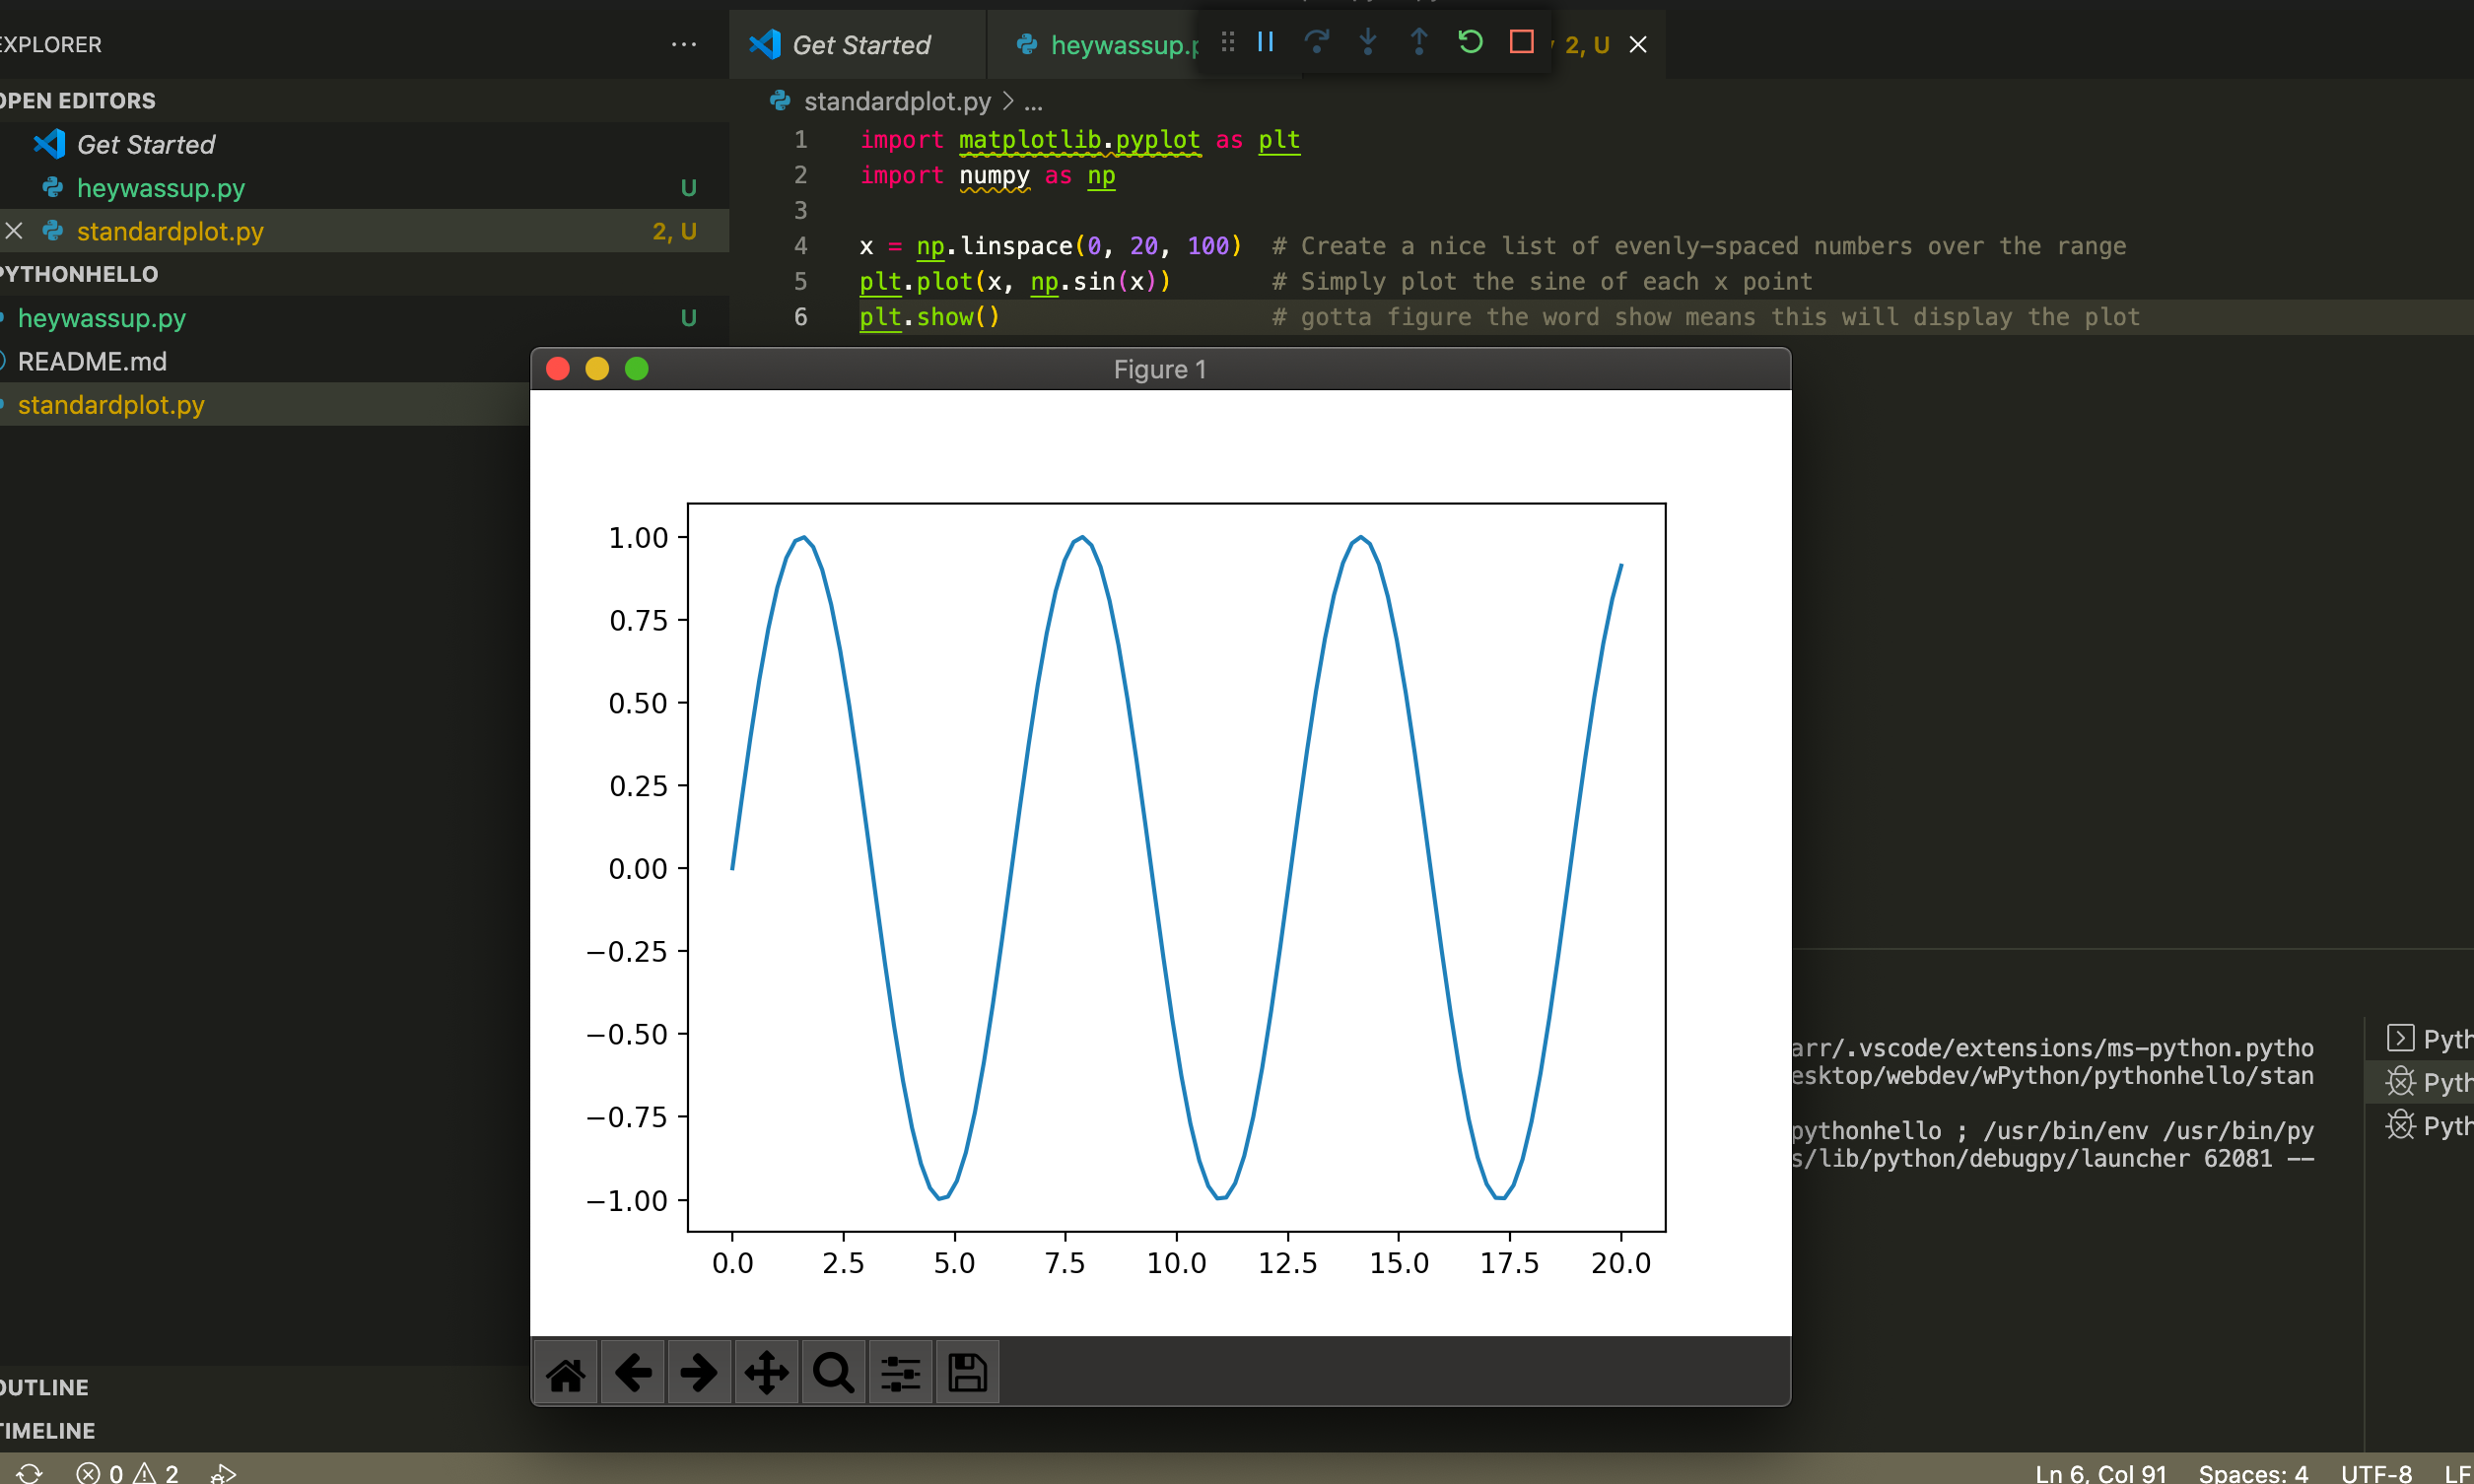 EXPLORER
OPEN EDITORS
Get Started
heywassup.py U
standardplot.py 2, U
PYTHONHELLO
heywassup.py U
README.md
standardplot.py
OUTLINE
TIMELINE
Get Started
heywassup.p
2, U
standardplot.py > ...
1 import matplotlib.pyplot as plt
2 import numpy as np
3
4 x = np.linspace(0, 20, 100) # Create a nice list of evenly-spaced numbers over the range
5 plt.plot(x, np.sin(x)) # Simply plot the sine of each x point
6 plt.show() # gotta figure the word show means this will display the plot
Figure 1
1.00
0.75
0.50
0.25
0.00
−0.25
−0.50
−0.75
−1.00
0.0 2.5 5.0 7.5 10.0 12.5 15.0 17.5 20.0
arr/.vscode/extensions/ms-python.pytho
esktop/webdev/wPython/pythonhello/stan
pythonhello ; /usr/bin/env /usr/bin/py
s/lib/python/debugpy/launcher 62081 --
Pyth
Pyth
Pyth
0 2
Ln 6, Col 91 Spaces: 4 UTF-8 LF